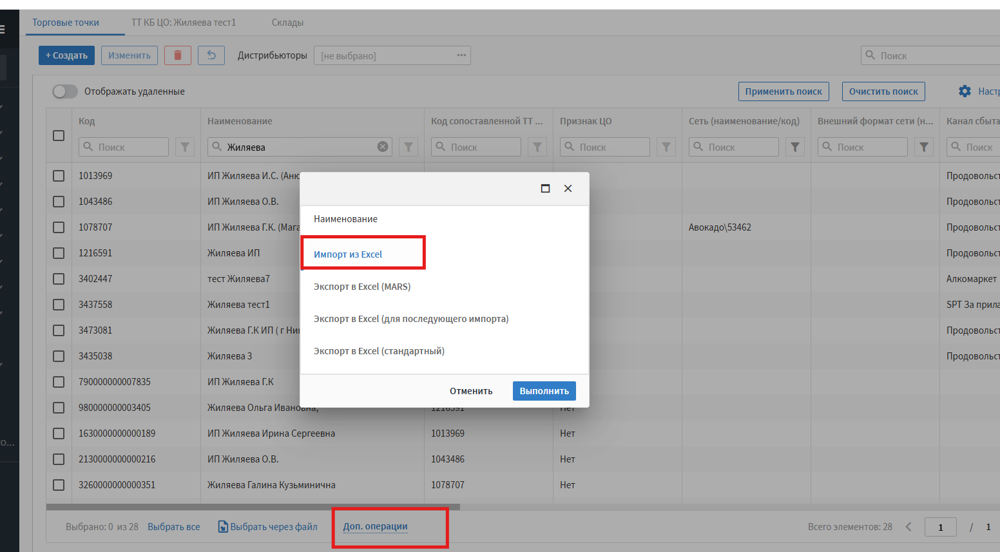 Торговые точки ТТ КБ ЦО: Жиляева тест1 Склады
+ Создать Изменить Дистрибьюторы [не выбрано] ••• Поиск
Отображать удаленные Применить поиск Очистить поиск Настр
Код Наименование Код сопоставленной ТТ ... Признак ЦО Сеть (наименование/код) Внешний формат сети (н... Канал сбыта
Поиск Жиляева Поиск Поиск Поиск Поиск Поиск
1013969 ИП Жиляева И.С. (Аню Продовольст
1043486 ИП Жиляева О.В. Продовольст
1078707 ИП Жиляева Г.К. (Мага Авокадо\53462 Продовольст
1216591 Жиляева ИП Продовольст
3402447 тест Жиляева7 Алкомаркет
3437558 Жиляева тест1 SPT За прила
3473081 Жиляева Г.К ИП ( г Ни Продовольст
3435038 Жиляева 3 Продовольст
790000000007835 ИП Жиляева Г.К
980000000003405 Жиляева Ольга Ивановна, 1216591 Нет
1630000000000189 ИП Жиляева Ирина Сергеевна 1013969 Нет
2130000000000216 ИП Жиляева О.В. 1043486 Нет
3260000000000351 Жиляева Галина Кузьминична 1078707 Нет
Наименование
Импорт из Excel
Экспорт в Excel (MARS)
Экспорт в Excel (для последующего импорта)
Экспорт в Excel (стандартный)
Отменить Выполнить
го...
Выбрано: 0 из 28 Выбрать все Выбрать через файл Доп. операции Всего элементов: 28 1 / 1